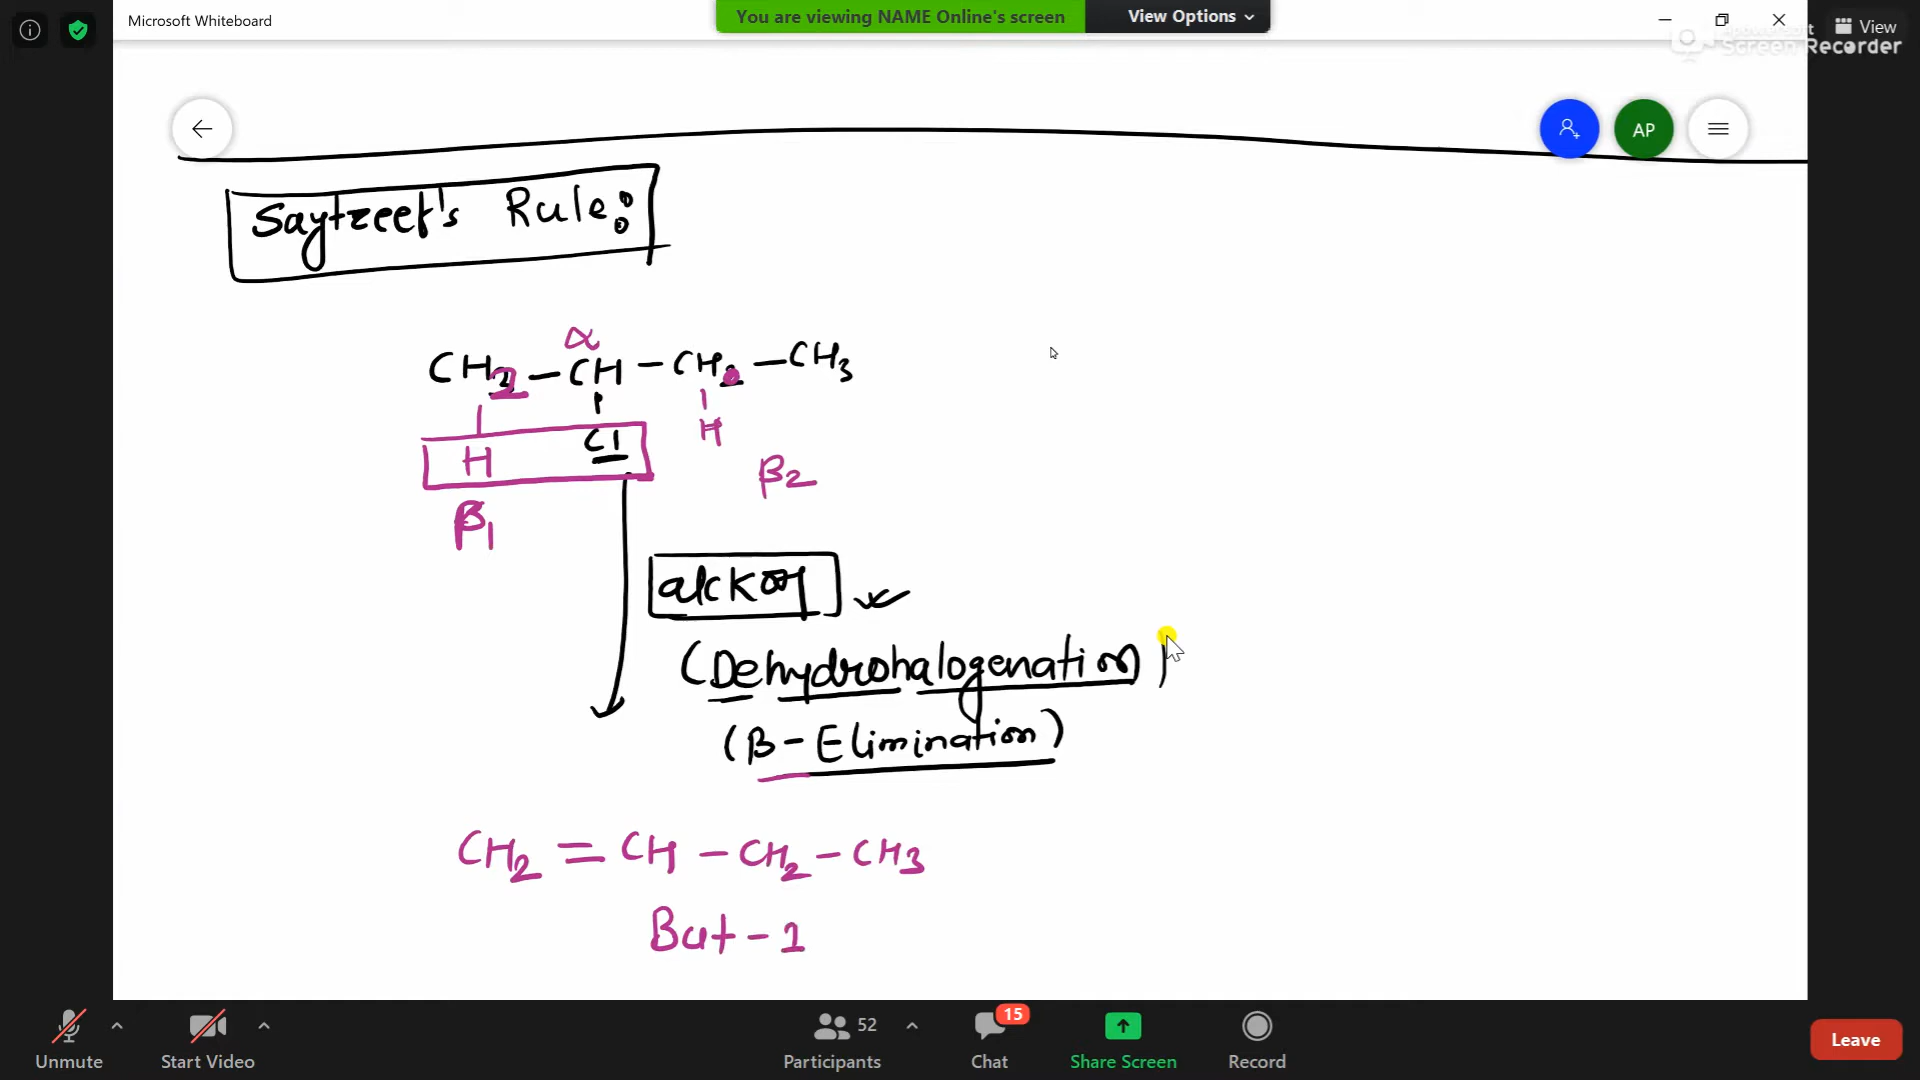 Microsoft Whiteboard
You are viewing NAME Online's screen
View Options
View
Apowersoft
Screen Recorder
AP
Saytzeef's Rule:
α
CH2 — CH — CH2 — CH3
H Cl H
β1 β2
alcKOH
(Dehydrohalogenation)
(β - Elimination)
CH2 = CH — CH2 — CH3
But - 1
Unmute
Start Video
52
Participants
15
Chat
Share Screen
Record
Leave